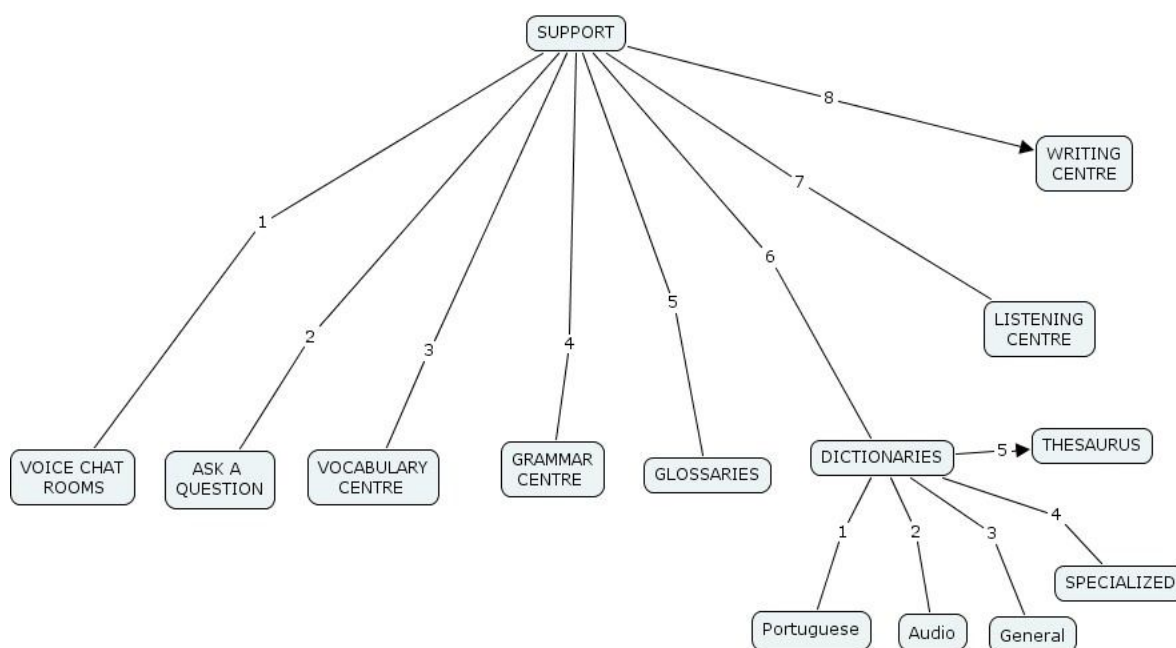 SUPPORT
8
WRITING
CENTRE
7
1
6
LISTENING
CENTRE
5
2
3
4
VOICE CHAT
ROOMS
ASK A
QUESTION
VOCABULARY
CENTRE
GRAMMAR
CENTRE
GLOSSARIES
DICTIONARIES
5
THESAURUS
1
2
3
4
SPECIALIZED
Portuguese
Audio
General